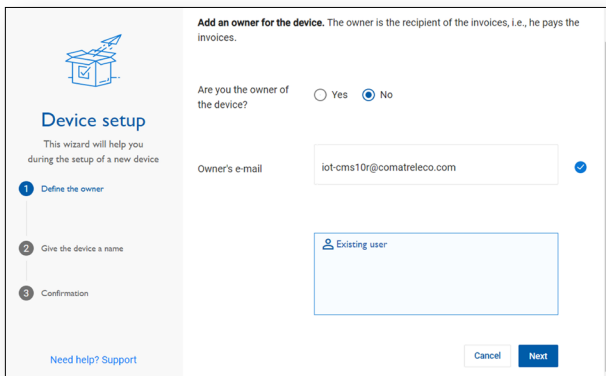 Add an owner for the device. The owner is the recipient of the invoices, i.e., he pays the
invoices.
Are you the owner of
the device?
Yes
No
Device setup
This wizard will help you
during the setup of a new device
Owner's e-mail
iot-cms10r@comatreleco.com
1 Define the owner
2 Give the device a name
3 Confirmation
Existing user
Need help? Support
Cancel
Next